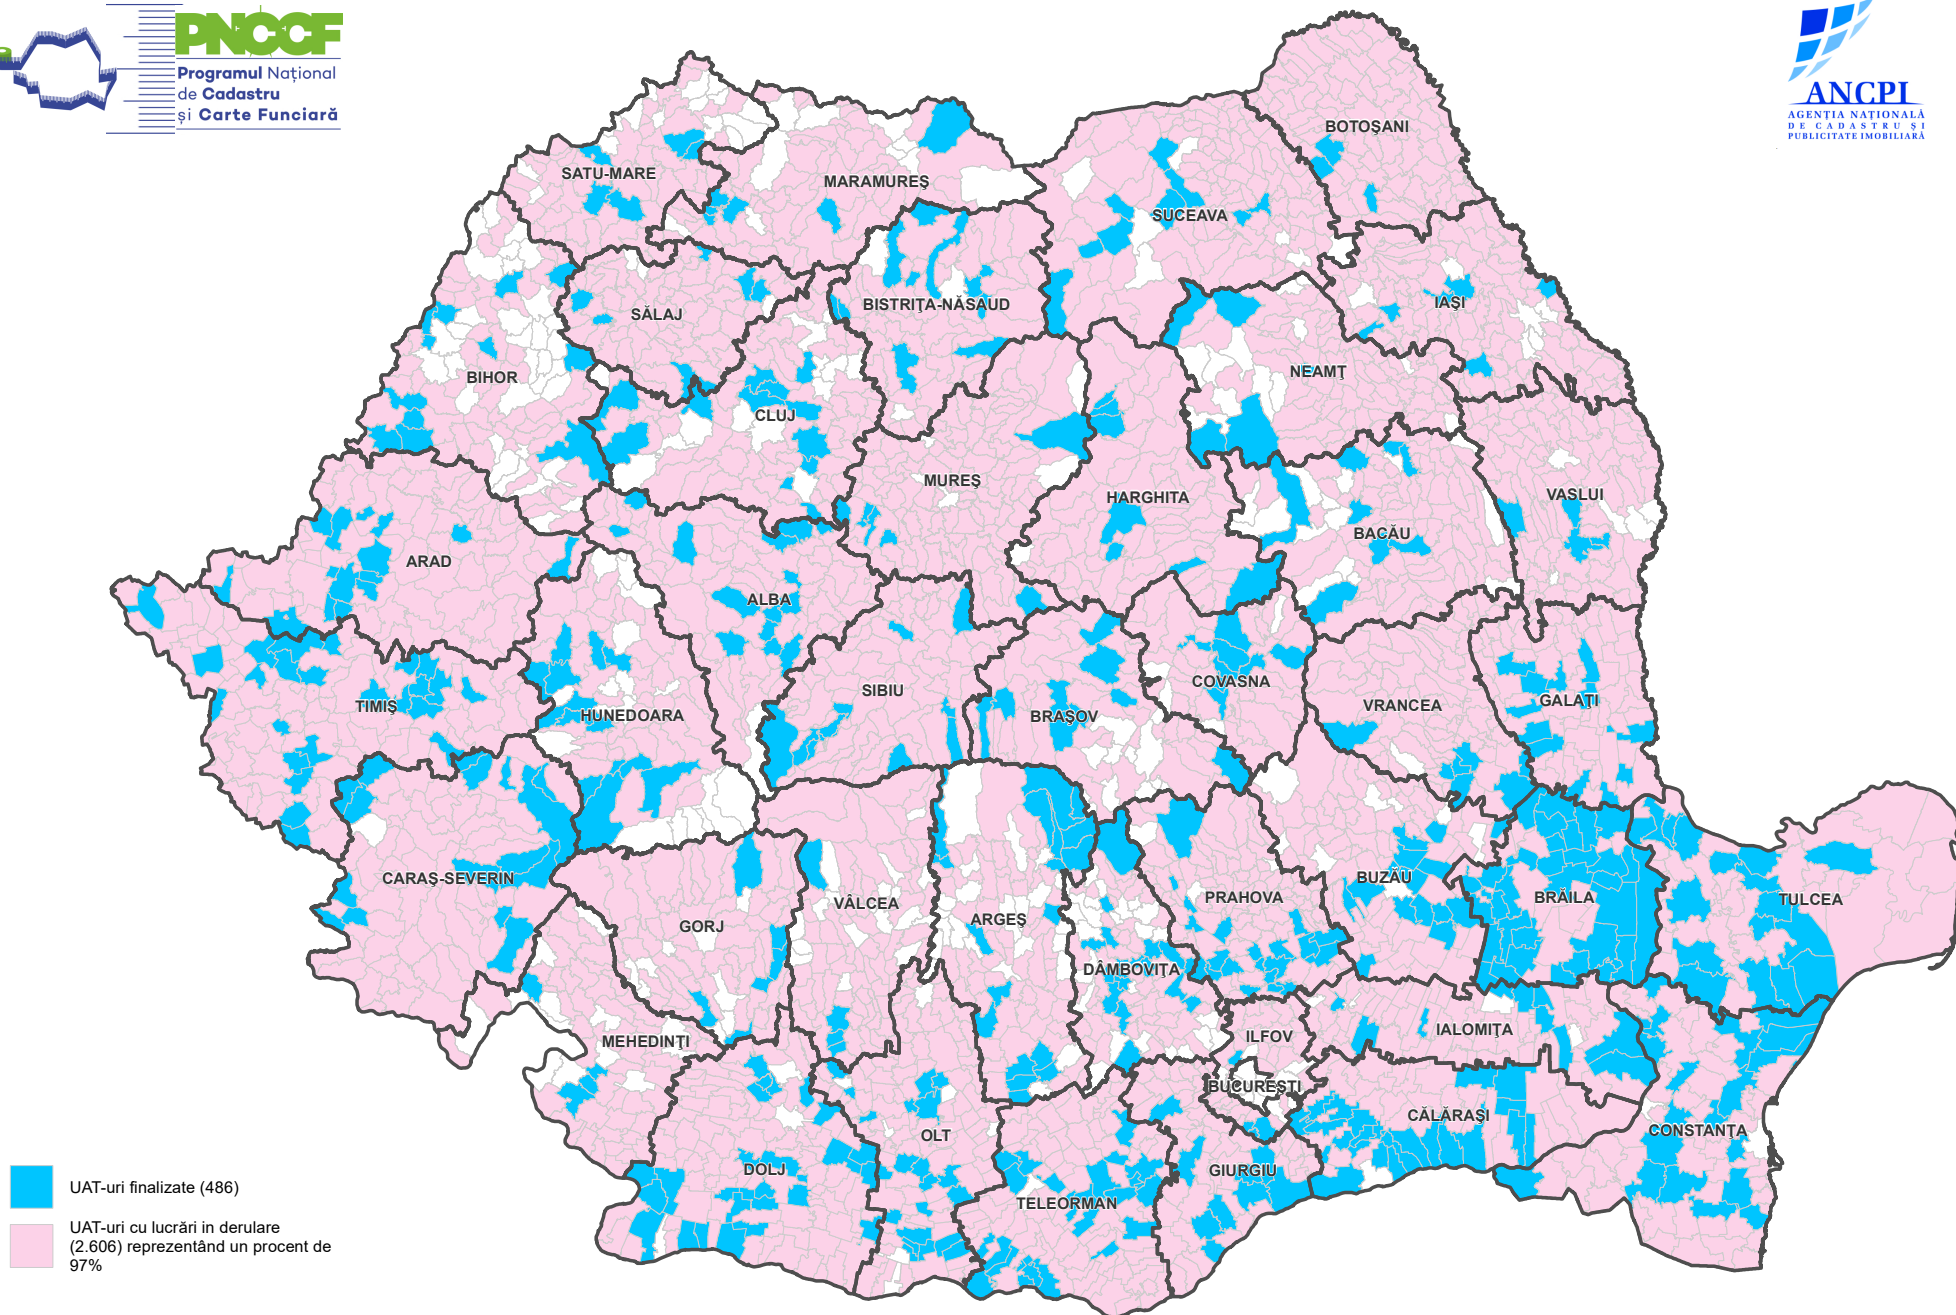 PNCCF
Programul Național
de Cadastru
și Carte Funciară
ANCPI
AGENȚIA NAȚIONALĂ
DE CADASTRU ȘI
PUBLICITATE IMOBILIARĂ
BOTOȘANI
SATU-MARE
MARAMUREȘ
SUCEAVA
IAȘI
BISTRIȚA-NĂSAUD
SĂLAJ
NEAMȚ
BIHOR
CLUJ
MUREȘ
HARGHITA
VASLUI
BACĂU
ARAD
ALBA
COVASNA
SIBIU
GALAȚI
TIMIȘ
VRANCEA
HUNEDOARA
BRAȘOV
CARAȘ-SEVERIN
BUZĂU
PRAHOVA
BRĂILA
TULCEA
VÂLCEA
ARGEȘ
GORJ
DÂMBOVIȚA
IALOMIȚA
ILFOV
MEHEDINȚI
BUCUREȘTI
CĂLĂRAȘI
CONSTANȚA
OLT
DOLJ
GIURGIU
TELEORMAN
UAT-uri finalizate (486)
UAT-uri cu lucrări in derulare
(2.606) reprezentând un procent de
97%